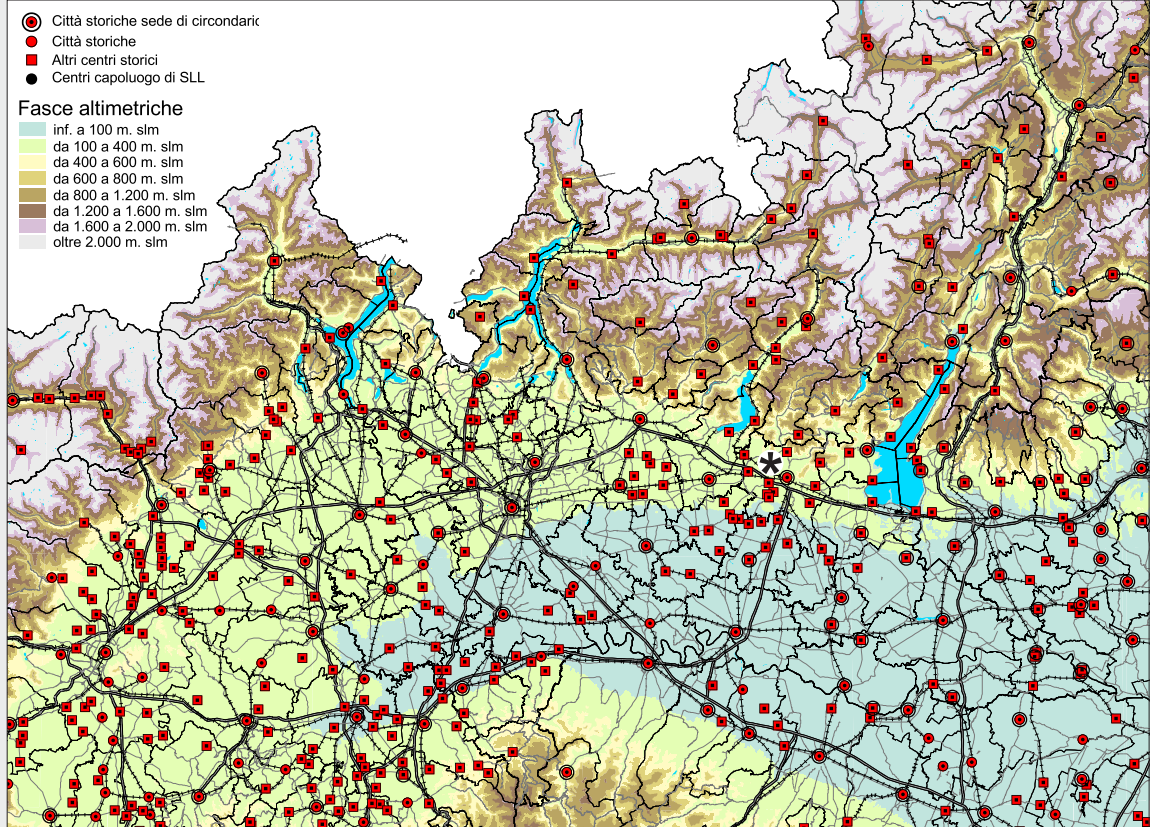 Città storiche sede di circondaric
Città storiche
Altri centri storici
Centri capoluogo di SLL
Fasce altimetriche
inf. a 100 m. slm
da 100 a 400 m. slm
da 400 a 600 m. slm
da 600 a 800 m. slm
da 800 a 1.200 m. slm
da 1.200 a 1.600 m. slm
da 1.600 a 2.000 m. slm
oltre 2.000 m. slm
*